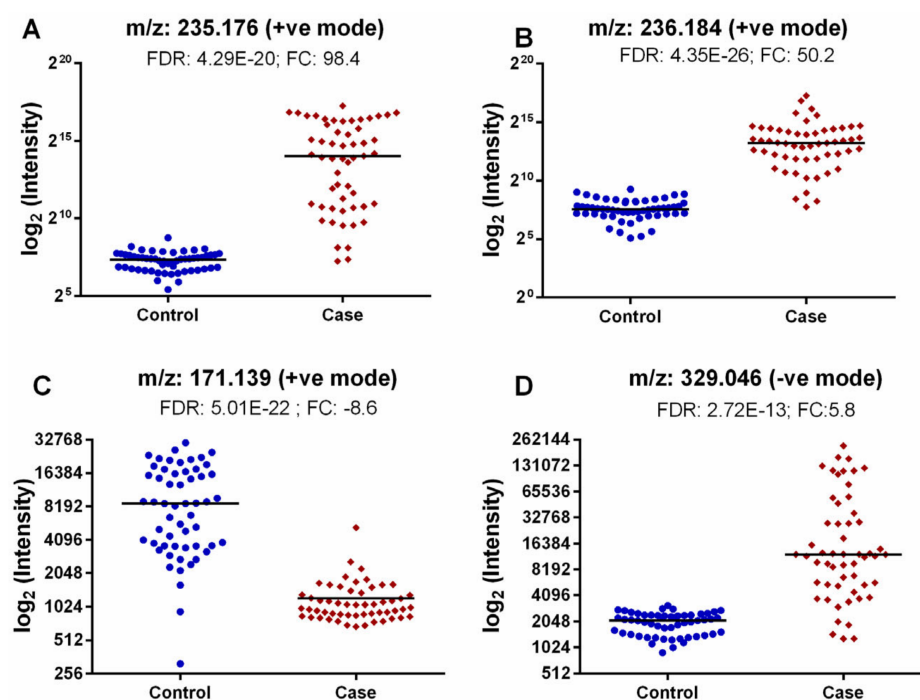 A
m/z: 235.176 (+ve mode)
FDR: 4.29E-20; FC: 98.4
log2 (Intensity)
2^20
2^15
2^10
2^5
Control
Case
B
m/z: 236.184 (+ve mode)
FDR: 4.35E-26; FC: 50.2
log2 (Intensity)
2^20
2^15
2^10
2^5
2^0
Control
Case
C
m/z: 171.139 (+ve mode)
FDR: 5.01E-22 ; FC: -8.6
log2 (Intensity)
32768
16384
8192
4096
2048
1024
512
256
Control
Case
D
m/z: 329.046 (-ve mode)
FDR: 2.72E-13; FC:5.8
log2 (Intensity)
262144
131072
65536
32768
16384
8192
4096
2048
1024
512
Control
Case